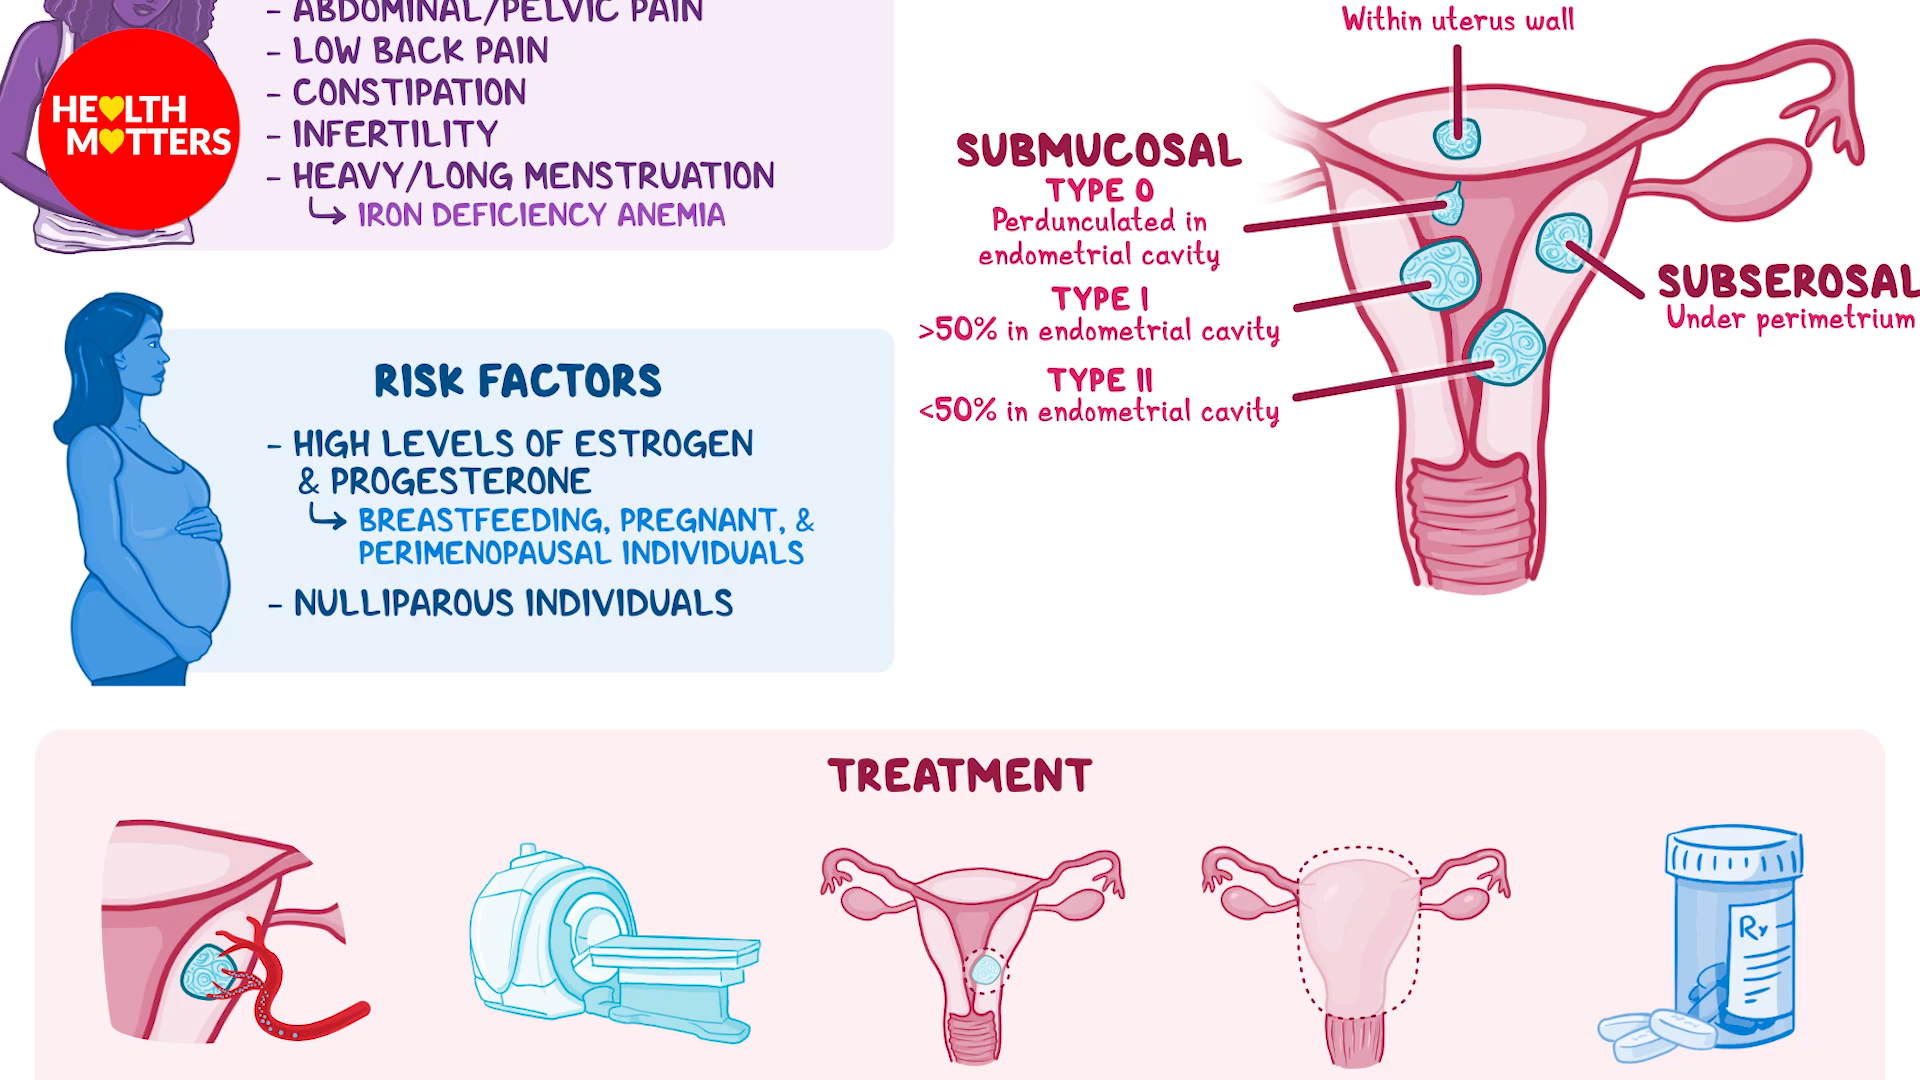 - ABDOMINAL/PELVIC PAIN
- LOW BACK PAIN
- CONSTIPATION
- INFERTILITY
- HEAVY/LONG MENSTRUATION
IRON DEFICIENCY ANEMIA
HEALTH
MATTERS
RISK FACTORS
- HIGH LEVELS OF ESTROGEN
& PROGESTERONE
BREASTFEEDING, PREGNANT, &
PERIMENOPAUSAL INDIVIDUALS
- NULLIPAROUS INDIVIDUALS
Within uterus wall
SUBMUCOSAL
TYPE 0
Perdunculated in
endometrial cavity
TYPE I
>50% in endometrial cavity
TYPE II
<50% in endometrial cavity
SUBSEROSAL
Under perimetrium
TREATMENT
Rx